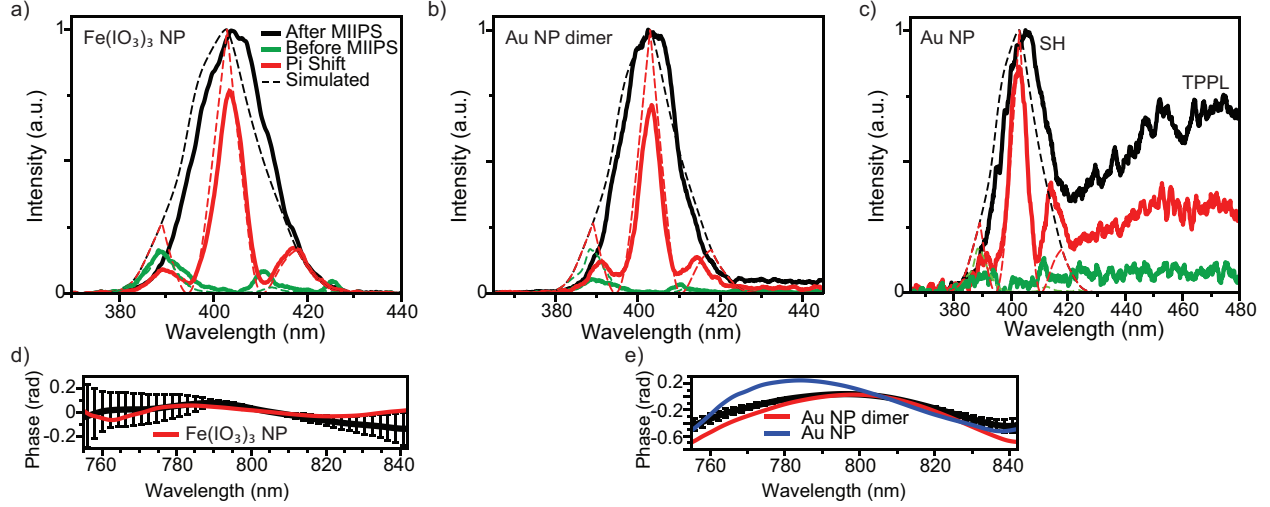 a)
Fe(IO₃)₃ NP
After MIIPS
Before MIIPS
Pi Shift
Simulated
Intensity (a.u.)
1
0
380
400
420
440
Wavelength (nm)
b)
Au NP dimer
Intensity (a.u.)
1
0
380
400
420
440
Wavelength (nm)
c)
Au NP
SH
TPPL
Intensity (a.u.)
1
0
380
400
420
440
460
480
Wavelength (nm)
d)
Phase (rad)
0.2
0
-0.2
Fe(IO₃)₃ NP
760
780
800
820
840
Wavelength (nm)
e)
Phase (rad)
0.2
-0.2
-0.6
Au NP dimer
Au NP
760
780
800
820
840
Wavelength (nm)